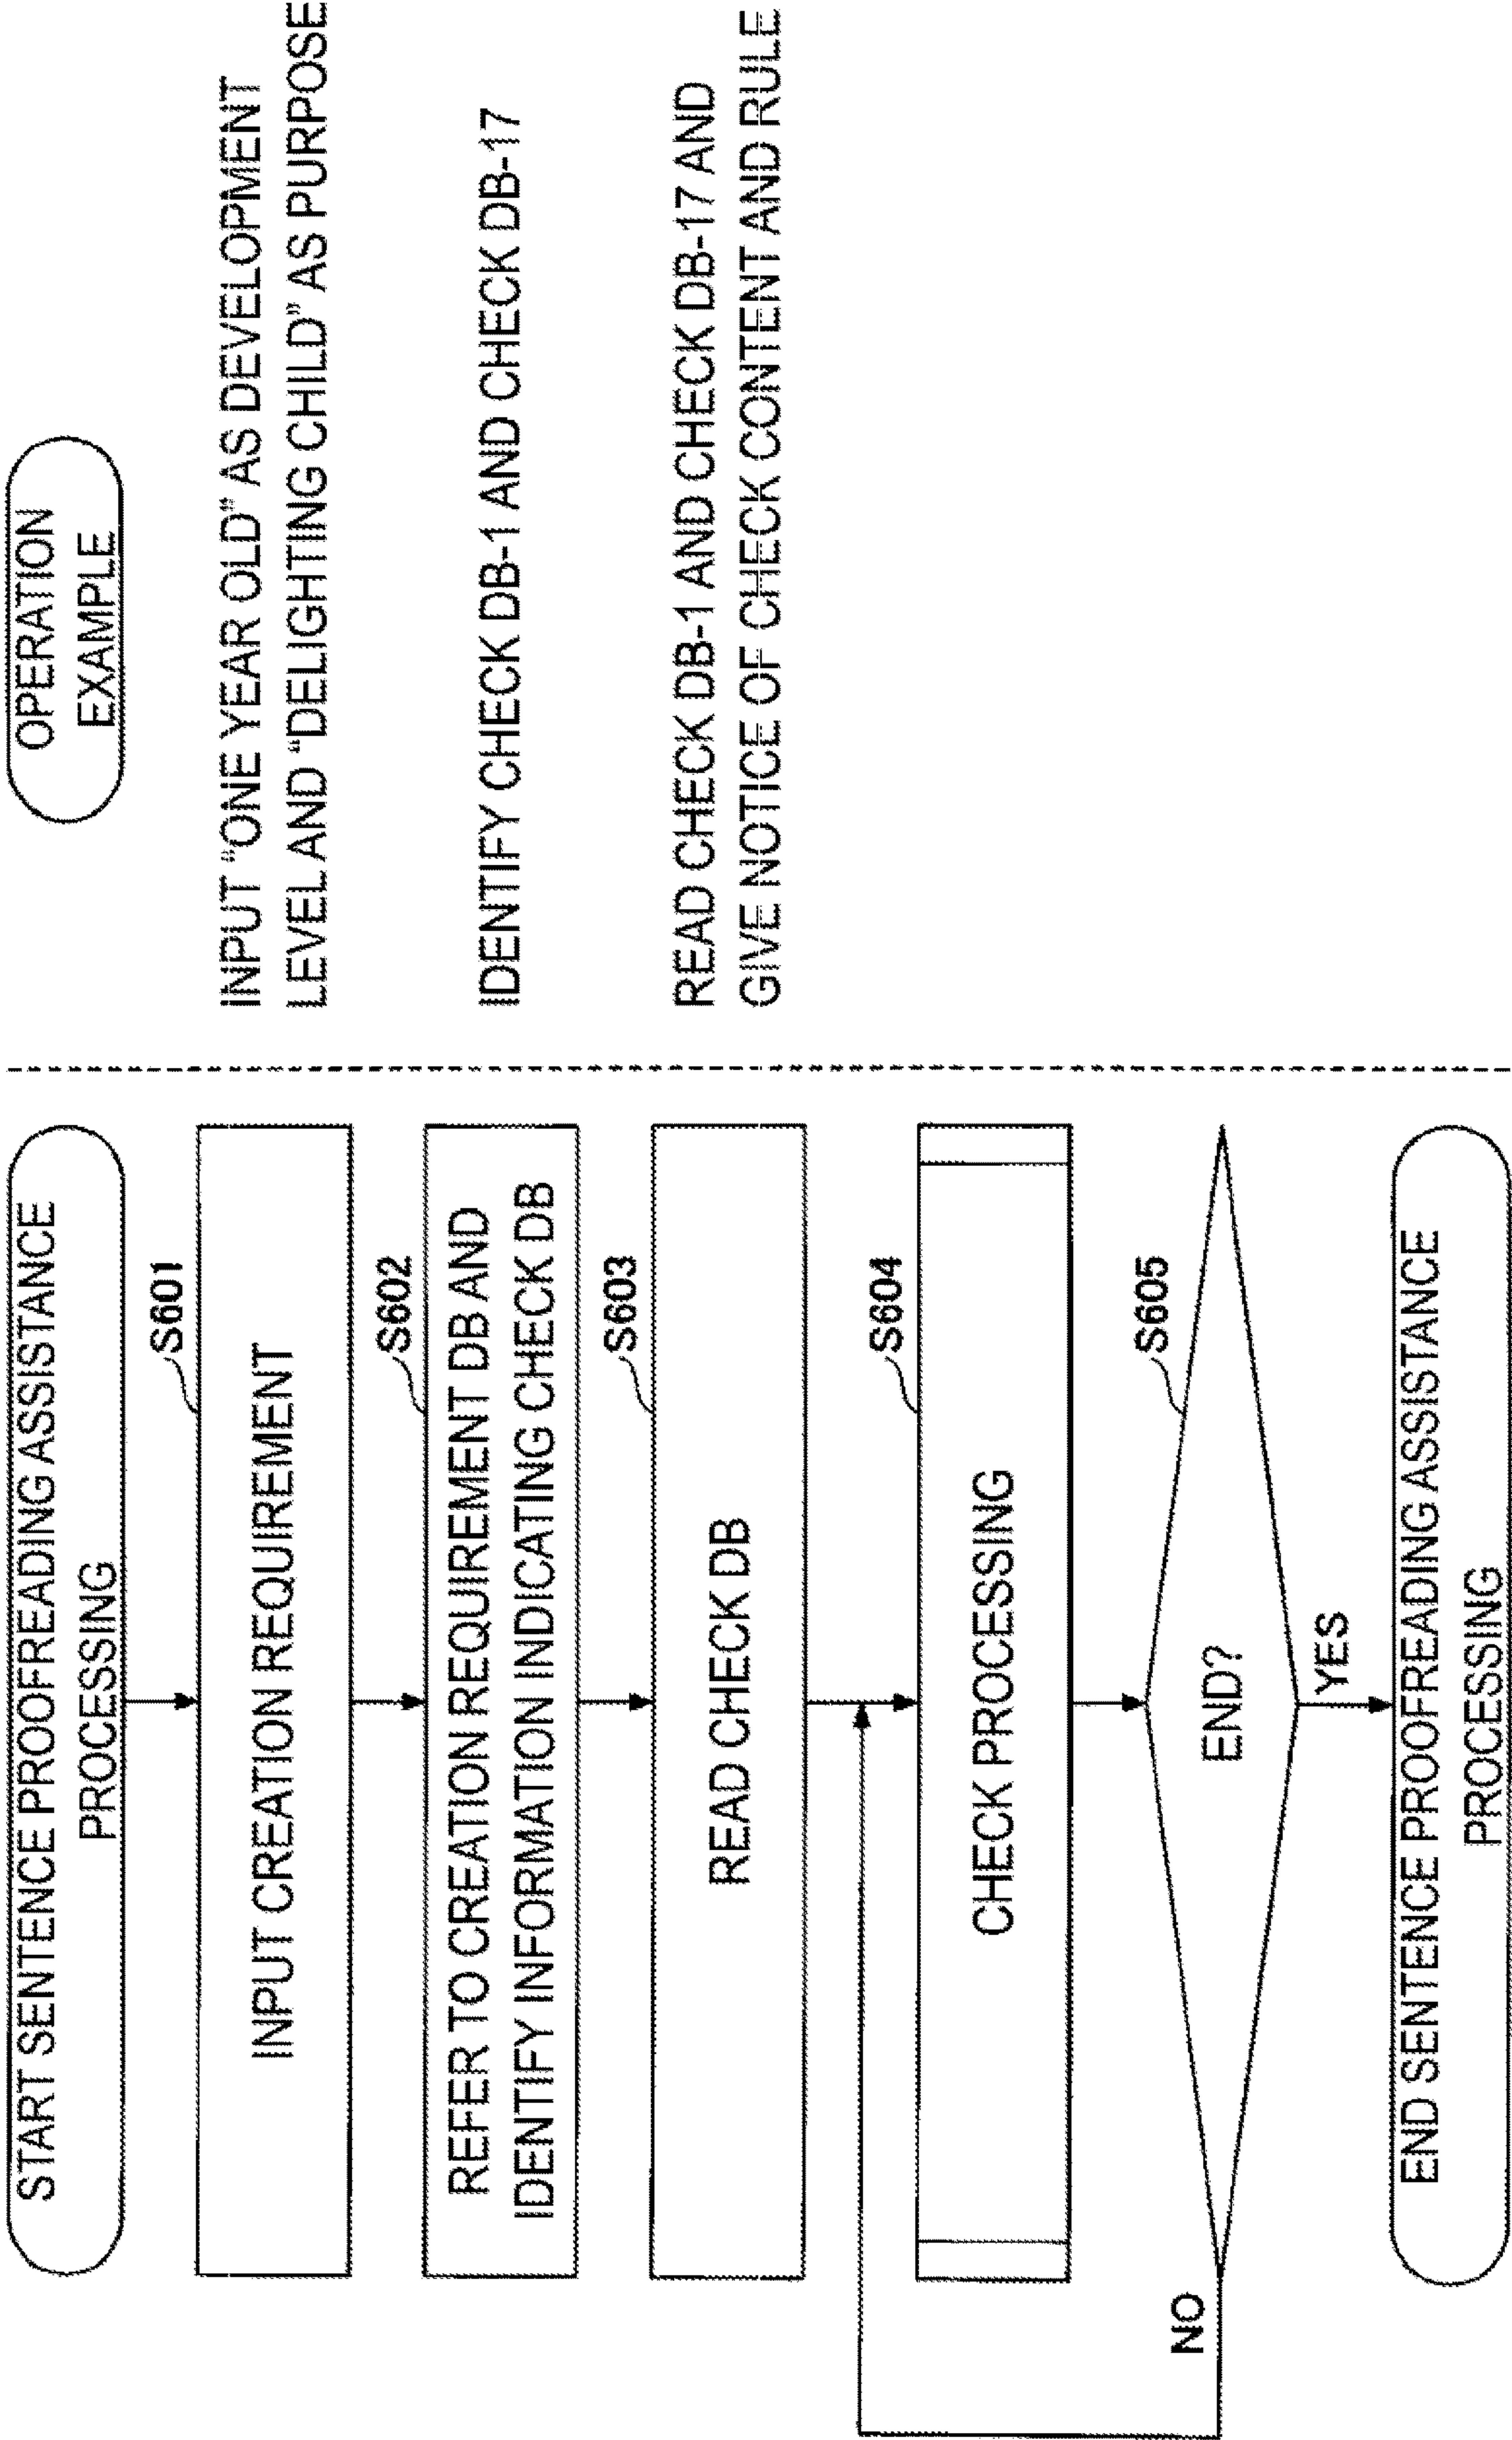 START SENTENCE PROOFREADING ASSISTANCE
PROCESSING
S601
INPUT CREATION REQUIREMENT
S602
REFER TO CREATION REQUIREMENT DB AND
IDENTIFY INFORMATION INDICATING CHECK DB
S603
READ CHECK DB
S604
CHECK PROCESSING
S605
END?
NO
YES
END SENTENCE PROOFREADING ASSISTANCE
PROCESSING
OPERATION
EXAMPLE
INPUT “ONE YEAR OLD” AS DEVELOPMENT
LEVEL AND “DELIGHTING CHILD” AS PURPOSE
IDENTIFY CHECK DB-1 AND CHECK DB-17
READ CHECK DB-1 AND CHECK DB-17 AND
GIVE NOTICE OF CHECK CONTENT AND RULE